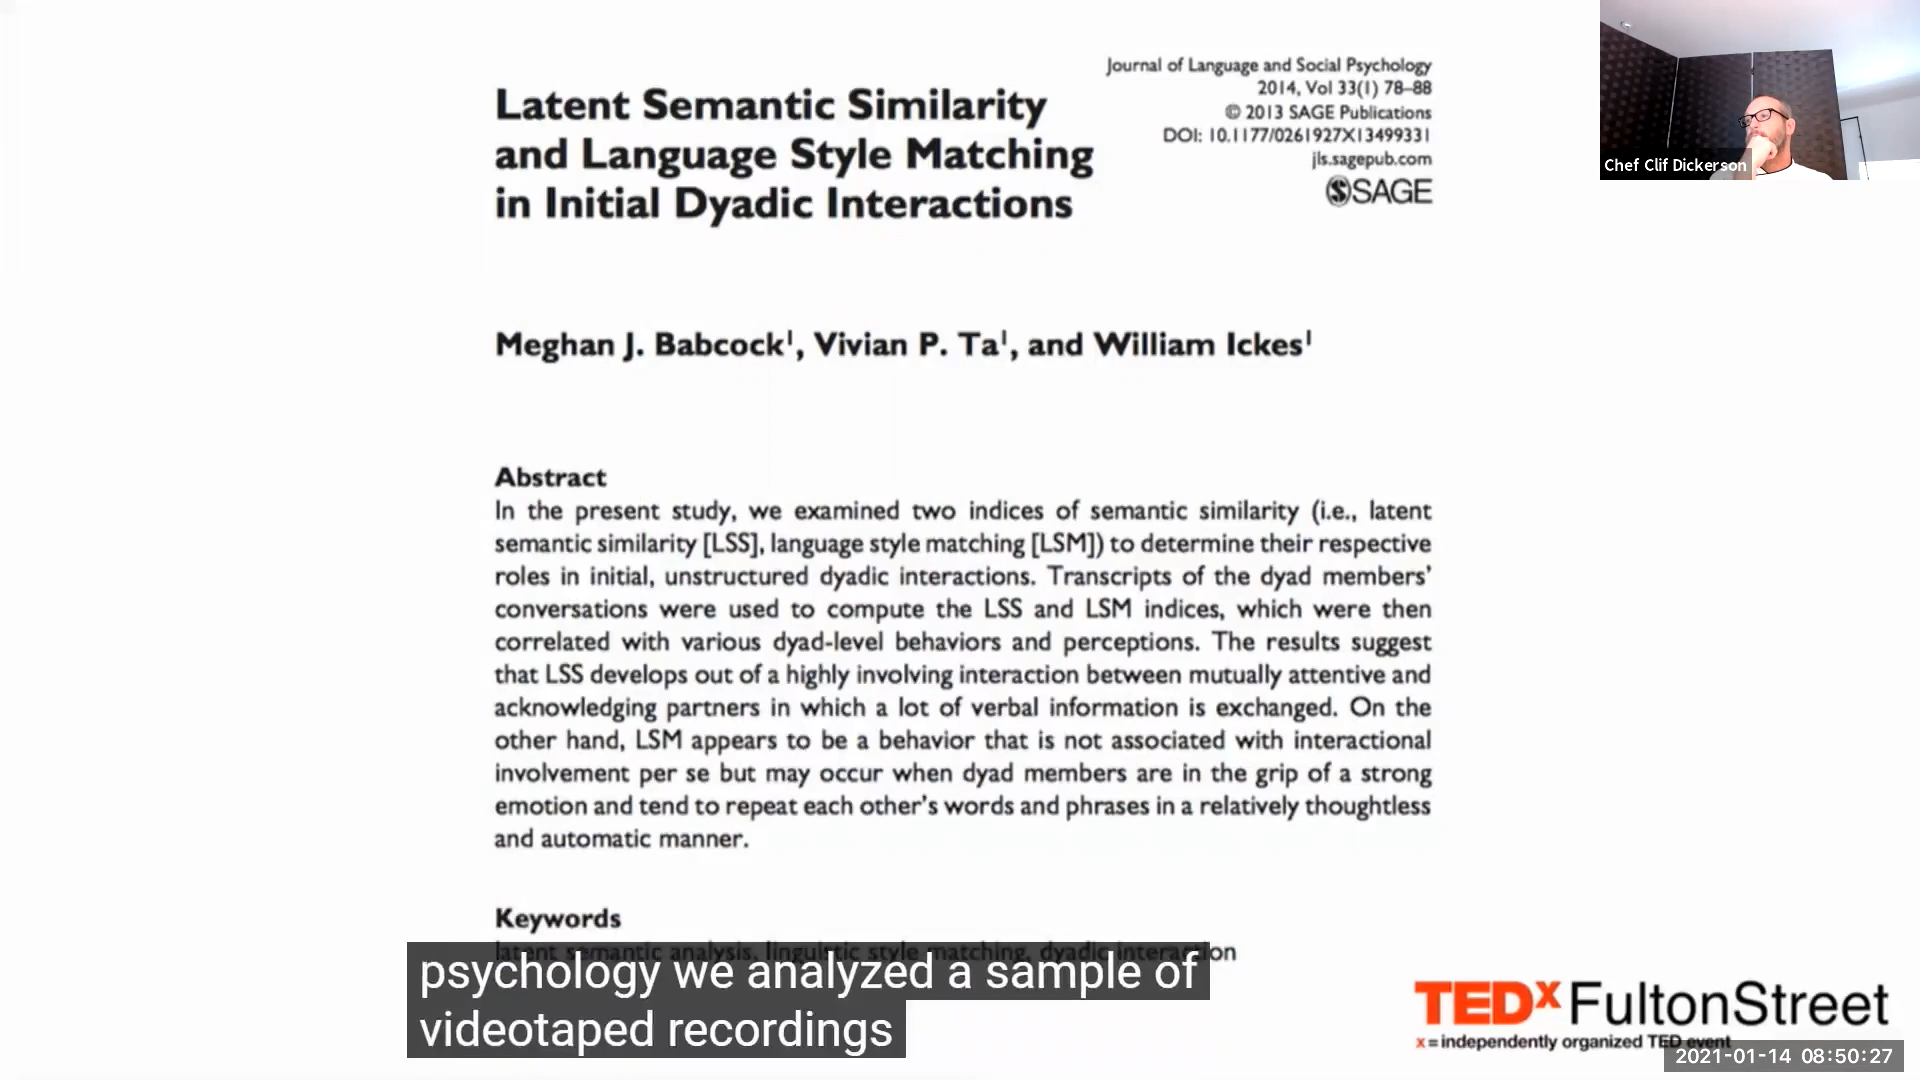 Latent Semantic Similarity
and Language Style Matching
in Initial Dyadic Interactions
Journal of Language and Social Psychology
2014, Vol 33(1) 78–88
© 2013 SAGE Publications
DOI: 10.1177/0261927X13499331
jls.sagepub.com
SAGE
Chef Clif Dickerson
Meghan J. Babcock¹, Vivian P. Ta¹, and William Ickes¹
Abstract
In the present study, we examined two indices of semantic similarity (i.e., latent
semantic similarity [LSS], language style matching [LSM]) to determine their respective
roles in initial, unstructured dyadic interactions. Transcripts of the dyad members’
conversations were used to compute the LSS and LSM indices, which were then
correlated with various dyad-level behaviors and perceptions. The results suggest
that LSS develops out of a highly involving interaction between mutually attentive and
acknowledging partners in which a lot of verbal information is exchanged. On the
other hand, LSM appears to be a behavior that is not associated with interactional
involvement per se but may occur when dyad members are in the grip of a strong
emotion and tend to repeat each other’s words and phrases in a relatively thoughtless
and automatic manner.
Keywords
latent semantic analysis, linguistic style matching, dyadic interaction
psychology we analyzed a sample of
videotaped recordings
TEDx FultonStreet
x = independently organized TED event
2021-01-14 08:50:27